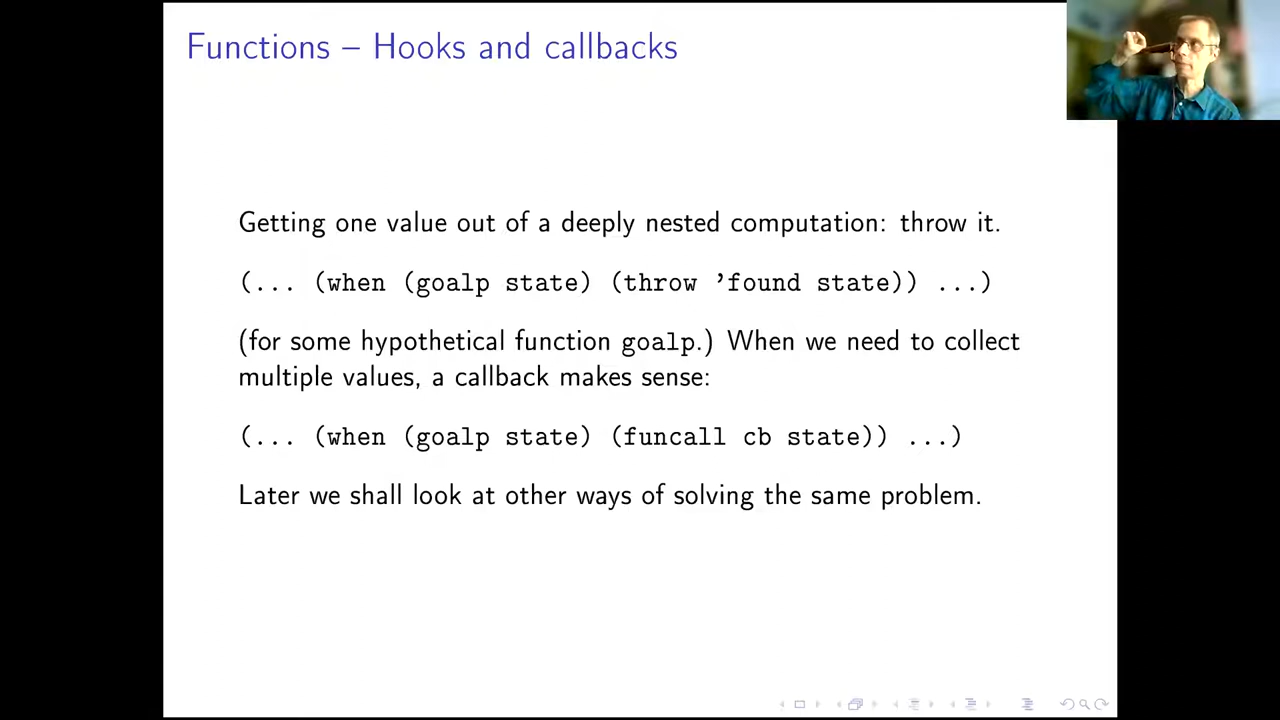 Functions – Hooks and callbacks
Getting one value out of a deeply nested computation: throw it.
(... (when (goalp state) (throw ’found state)) ...)
(for some hypothetical function goalp.) When we need to collect
multiple values, a callback makes sense:
(... (when (goalp state) (funcall cb state)) ...)
Later we shall look at other ways of solving the same problem.